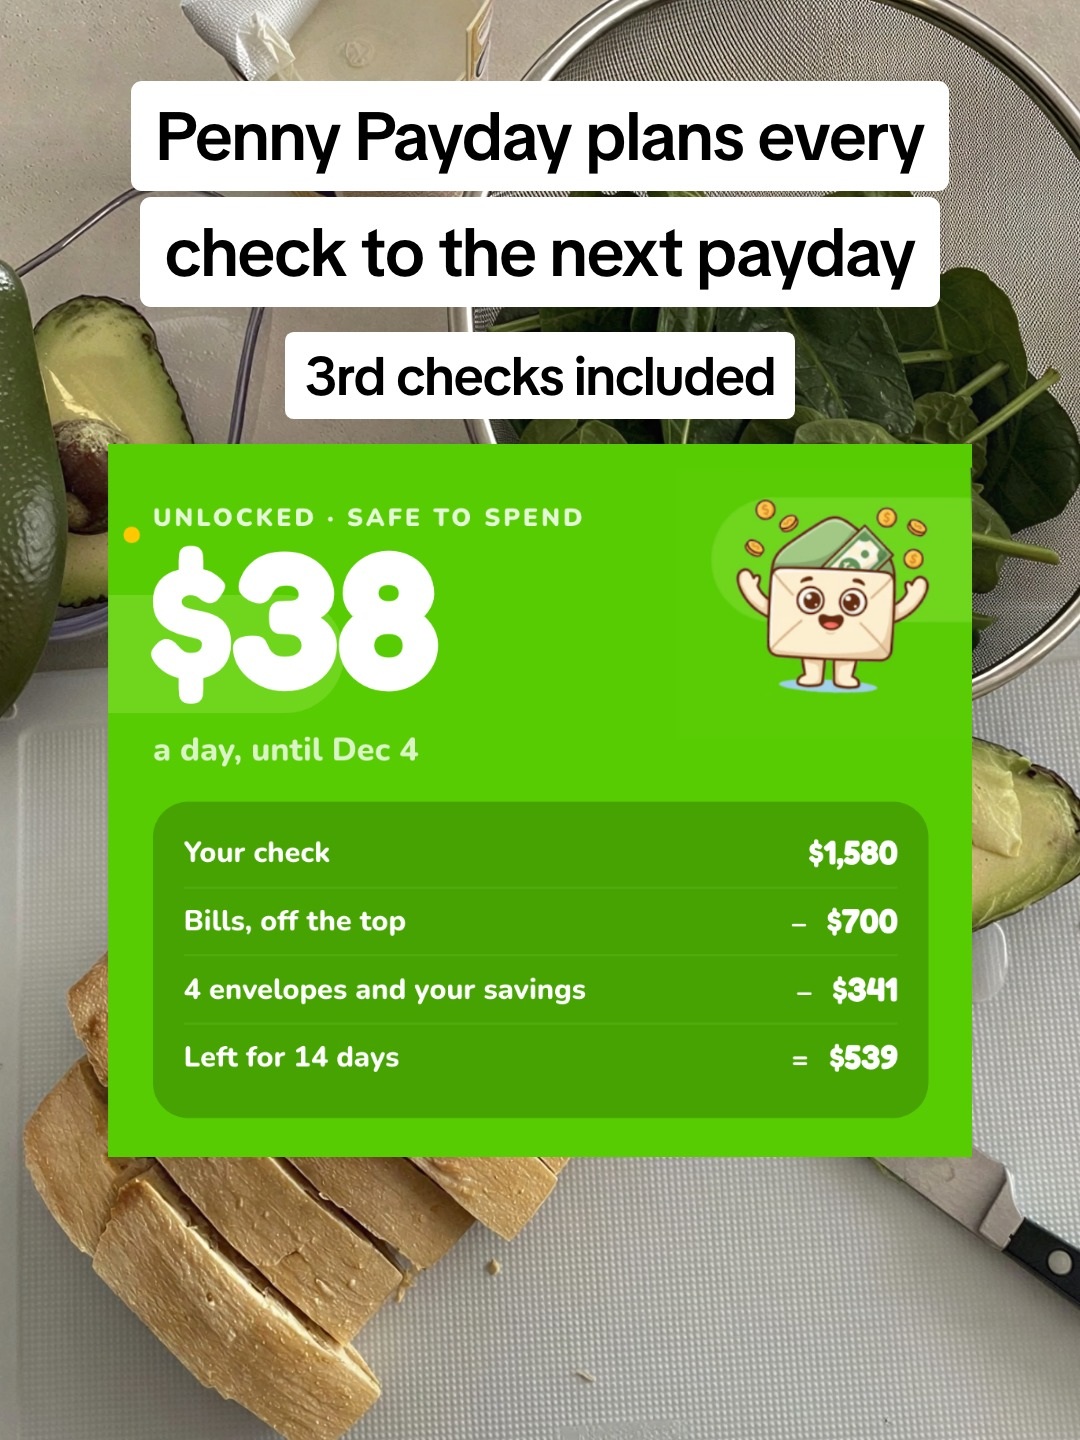 Penny Payday plans every
check to the next payday
3rd checks included
UNLOCKED · SAFE TO SPEND
$38
a day, until Dec 4
Your check $1,580
Bills, off the top – $700
4 envelopes and your savings – $341
Left for 14 days = $539